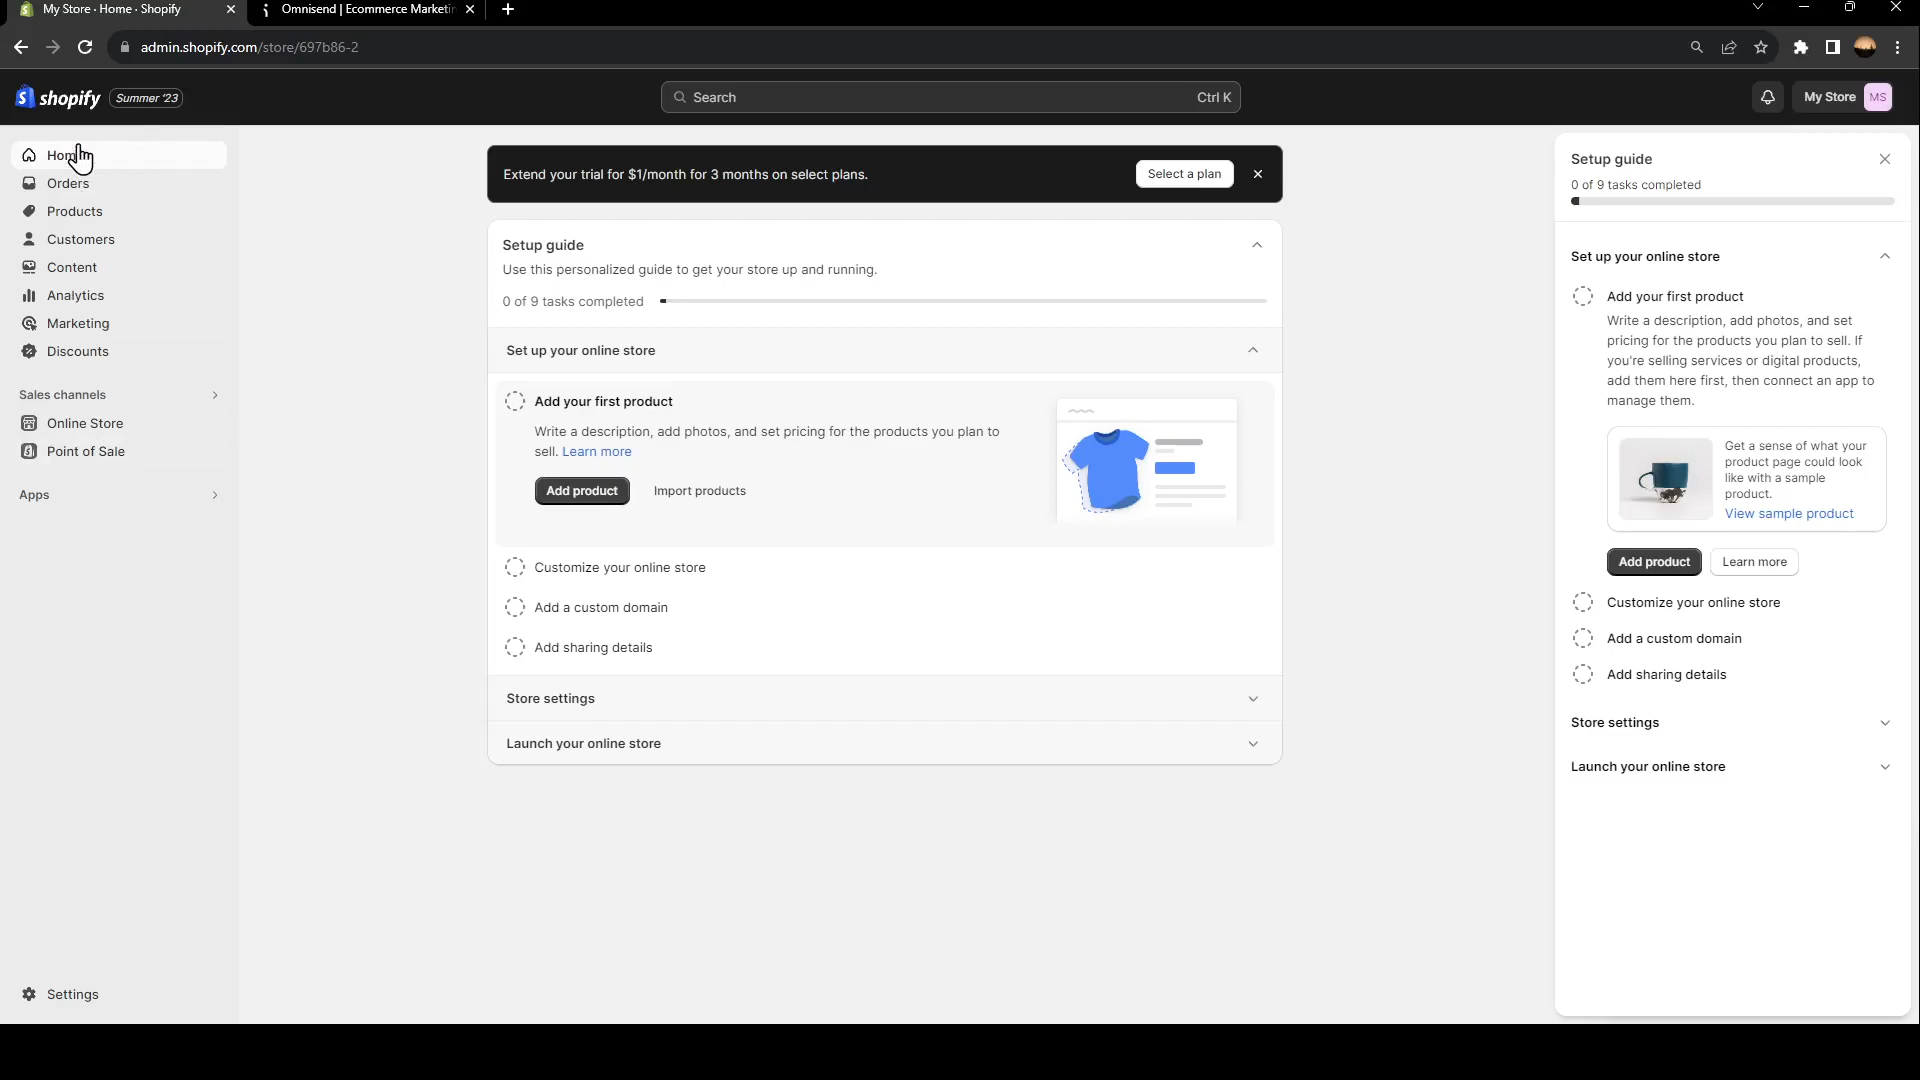 My Store · Home · Shopify
Omnisend | Ecommerce Marketin
admin.shopify.com/store/697b86-2
shopify
Summer '23
Search
Ctrl K
My Store
MS
Home
Orders
Products
Customers
Content
Analytics
Marketing
Discounts
Sales channels
Online Store
Point of Sale
Apps
Settings
Extend your trial for $1/month for 3 months on select plans.
Select a plan
Setup guide
Use this personalized guide to get your store up and running.
0 of 9 tasks completed
Set up your online store
Add your first product
Write a description, add photos, and set pricing for the products you plan to
sell. Learn more
Add product
Import products
Customize your online store
Add a custom domain
Add sharing details
Store settings
Launch your online store
Setup guide
0 of 9 tasks completed
Set up your online store
Add your first product
Write a description, add photos, and set
pricing for the products you plan to sell. If
you're selling services or digital products,
add them here first, then connect an app to
manage them.
Get a sense of what your
product page could look
like with a sample
product.
View sample product
Add product
Learn more
Customize your online store
Add a custom domain
Add sharing details
Store settings
Launch your online store